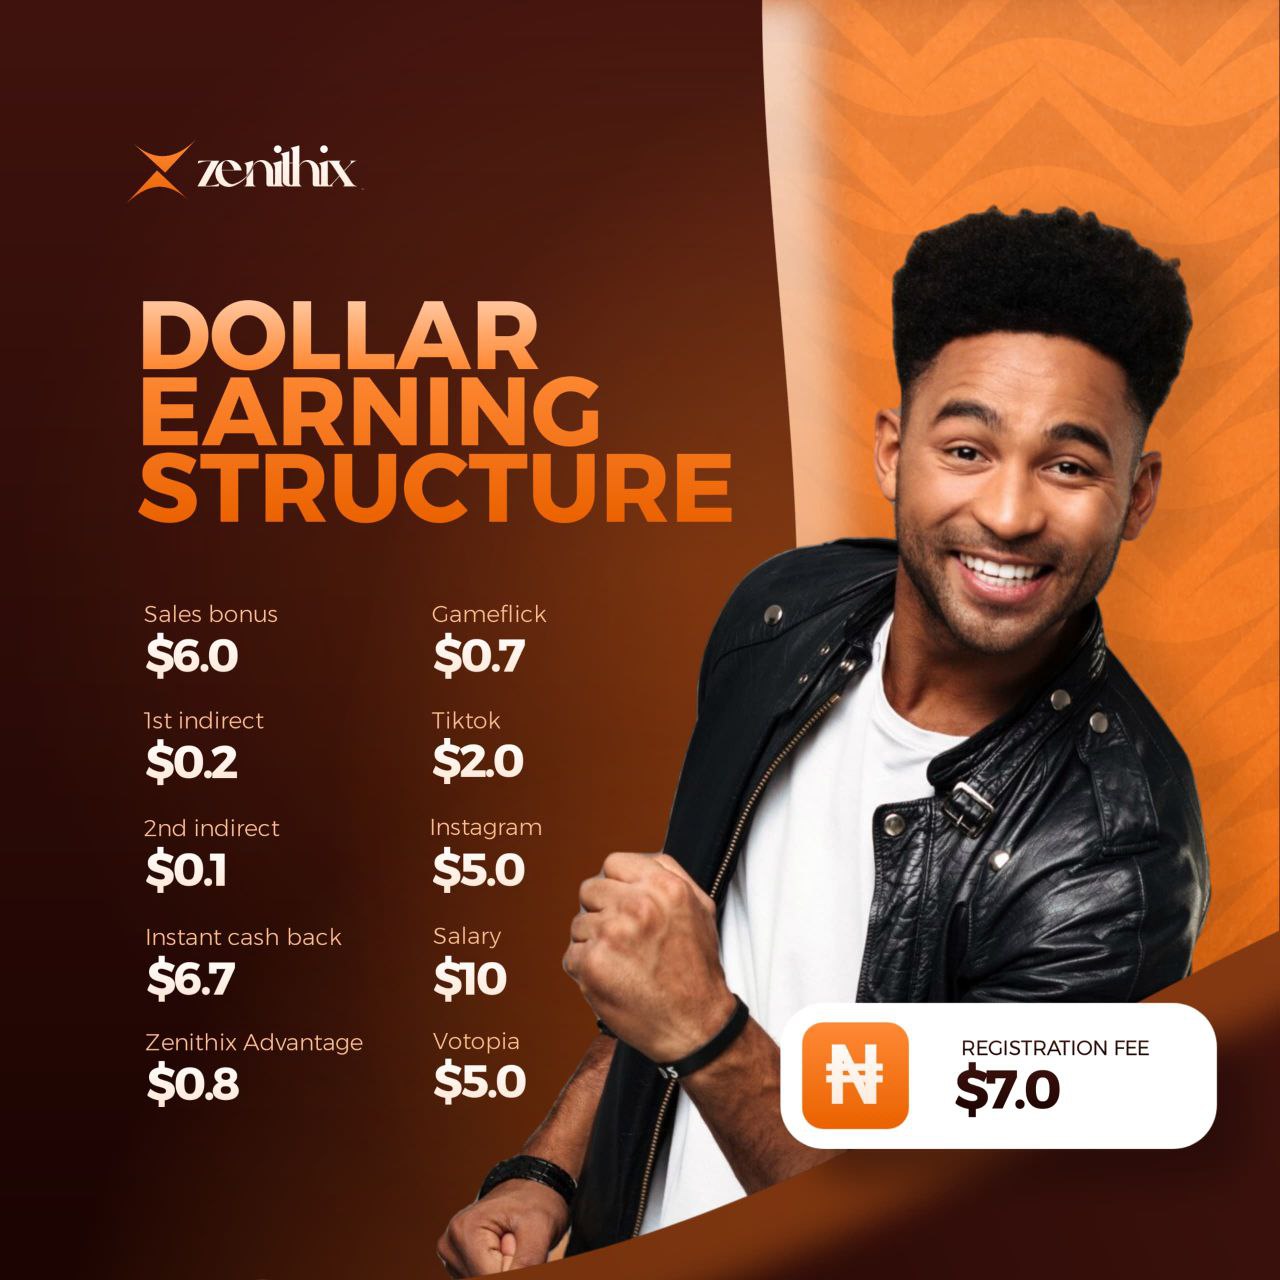 zenithix
DOLLAR
EARNING
STRUCTURE
Sales bonus
$6.0
Gameflick
$0.7
1st indirect
$0.2
Tiktok
$2.0
2nd indirect
$0.1
Instagram
$5.0
Instant cash back
$6.7
Salary
$10
Zenithix Advantage
$0.8
Votopia
$5.0
₦
REGISTRATION FEE
$7.0